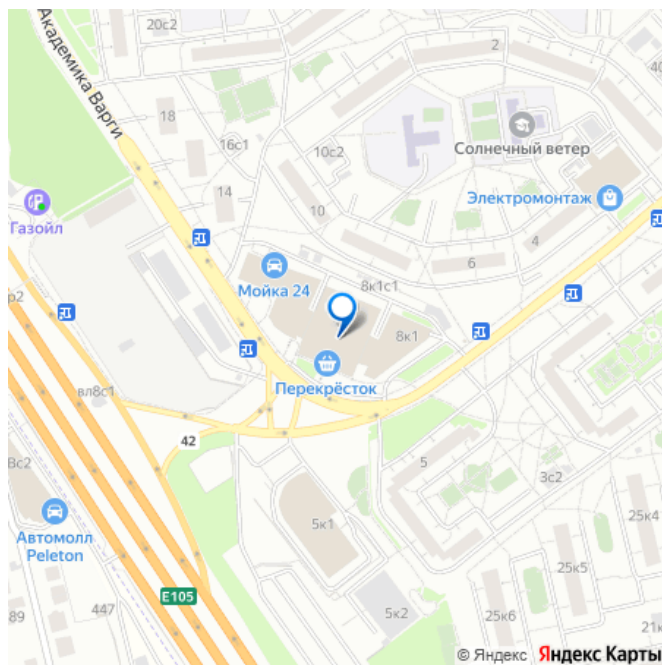 20с2
Академика Варги
2
40
18
16с1
10с2
Солнечный ветер
14
Электромонтаж
Газойл
10
4
6
Мойка 24
8к1с1
р2
8к1
Перекрёсток
вл8с1
42
5
Вс2
3с2
Автомолл
Peleton
5к1
25к4
25к5
E105
447
89
5к2
25к6
21к
© Яндекс Яндекс Карты